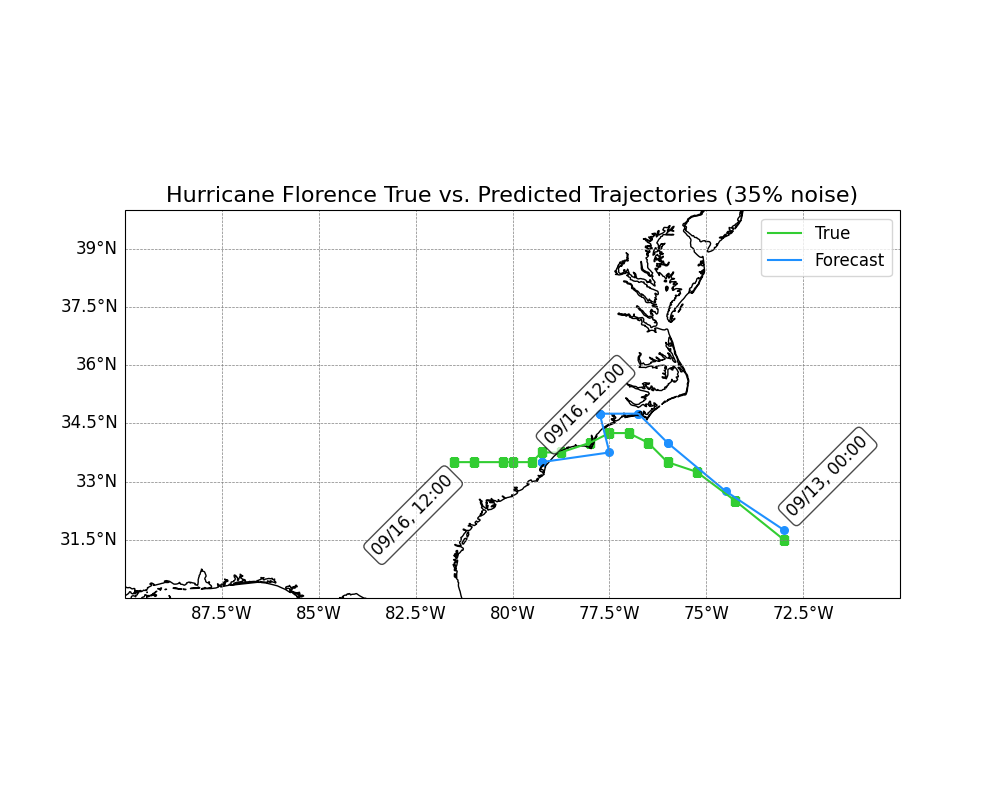 Hurricane Florence True vs. Predicted Trajectories (35% noise)
True
Forecast
39°N
37.5°N
36°N
34.5°N
33°N
31.5°N
09/16, 12:00
09/13, 00:00
09/16, 12:00
87.5°W
85°W
82.5°W
80°W
77.5°W
75°W
72.5°W